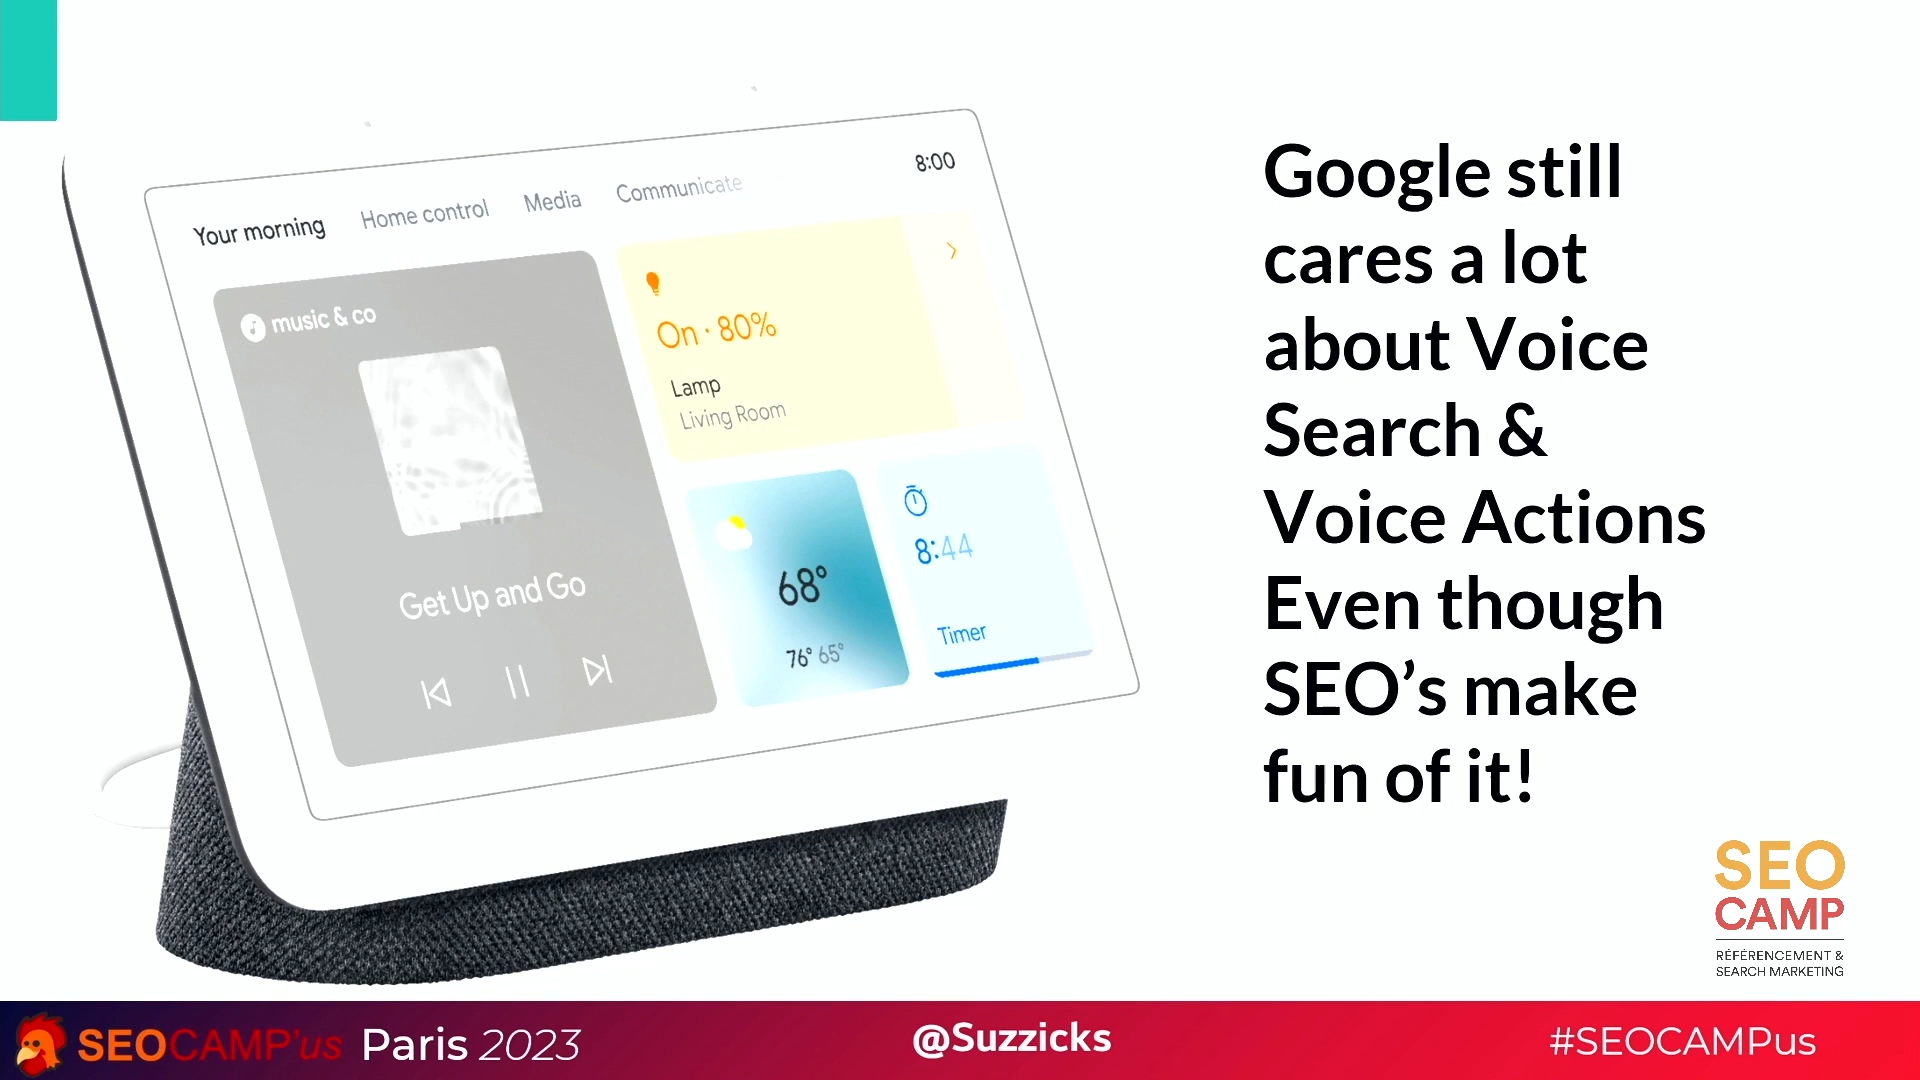 Your morning Home control Media Communicate 8:00
music & co
Get Up and Go
On · 80%
Lamp
Living Room
68°
76° 65°
8:44
Timer
Google still
cares a lot
about Voice
Search &
Voice Actions
Even though
SEO’s make
fun of it!
SEO
CAMP
RÉFÉRENCEMENT &
SEARCH MARKETING
SEOCAMP'us Paris 2023 @Suzzicks #SEOCAMPus